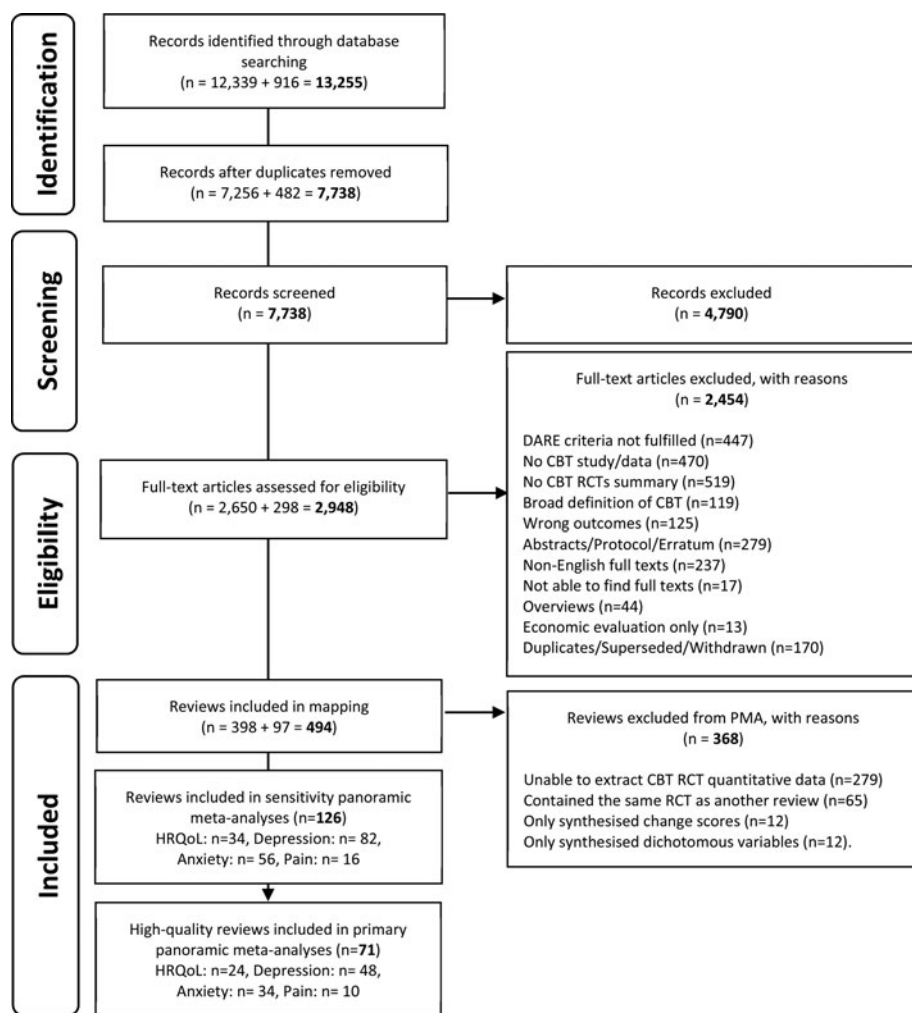 Identification
Records identified through database
searching
(n = 12,339 + 916 = 13,255)
Records after duplicates removed
(n = 7,256 + 482 = 7,738)
Screening
Records screened
(n = 7,738)
Records excluded
(n = 4,790)
Eligibility
Full-text articles assessed for eligibility
(n = 2,650 + 298 = 2,948)
Full-text articles excluded, with reasons
(n = 2,454)
DARE criteria not fulfilled (n=447)
No CBT study/data (n=470)
No CBT RCTs summary (n=519)
Broad definition of CBT (n=119)
Wrong outcomes (n=125)
Abstracts/Protocol/Erratum (n=279)
Non-English full texts (n=237)
Not able to find full texts (n=17)
Overviews (n=44)
Economic evaluation only (n=13)
Duplicates/Superseded/Withdrawn (n=170)
Included
Reviews included in mapping
(n = 398 + 97 = 494)
Reviews excluded from PMA, with reasons
(n = 368)
Unable to extract CBT RCT quantitative data (n=279)
Contained the same RCT as another review (n=65)
Only synthesised change scores (n=12)
Only synthesised dichotomous variables (n=12).
Reviews included in sensitivity panoramic
meta-analyses (n=126)
HRQoL: n=34, Depression: n= 82,
Anxiety: n= 56, Pain: n= 16
High-quality reviews included in primary
panoramic meta-analyses (n=71)
HRQoL: n=24, Depression: n= 48,
Anxiety: n= 34, Pain: n= 10